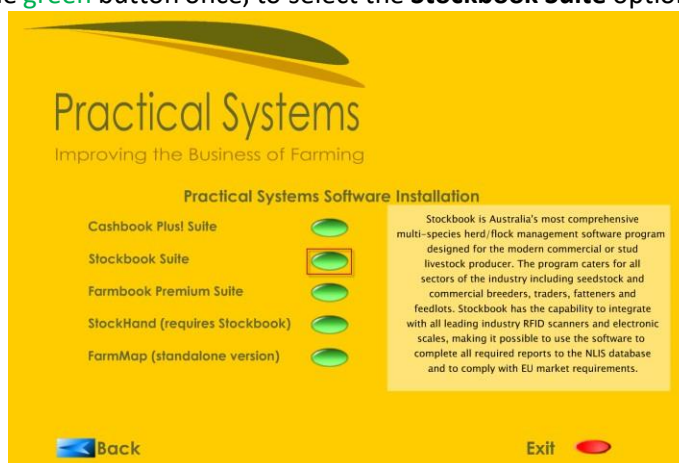 green button once, to select the Stockbook Suite option
Practical Systems
Improving the Business of Farming
Practical Systems Software Installation
Cashbook Plus! Suite
Stockbook Suite
Farmbook Premium Suite
StockHand (requires Stockbook)
FarmMap (standalone version)
Stockbook is Australia's most comprehensive
multi-species herd/flock management software program
designed for the modern commercial or stud
livestock producer. The program caters for all
sectors of the industry including seedstock and
commercial breeders, traders, fatteners and
feedlots. Stockbook has the capability to integrate
with all leading industry RFID scanners and electronic
scales, making it possible to use the software to
complete all required reports to the NLIS database
and to comply with EU market requirements.
Back
Exit